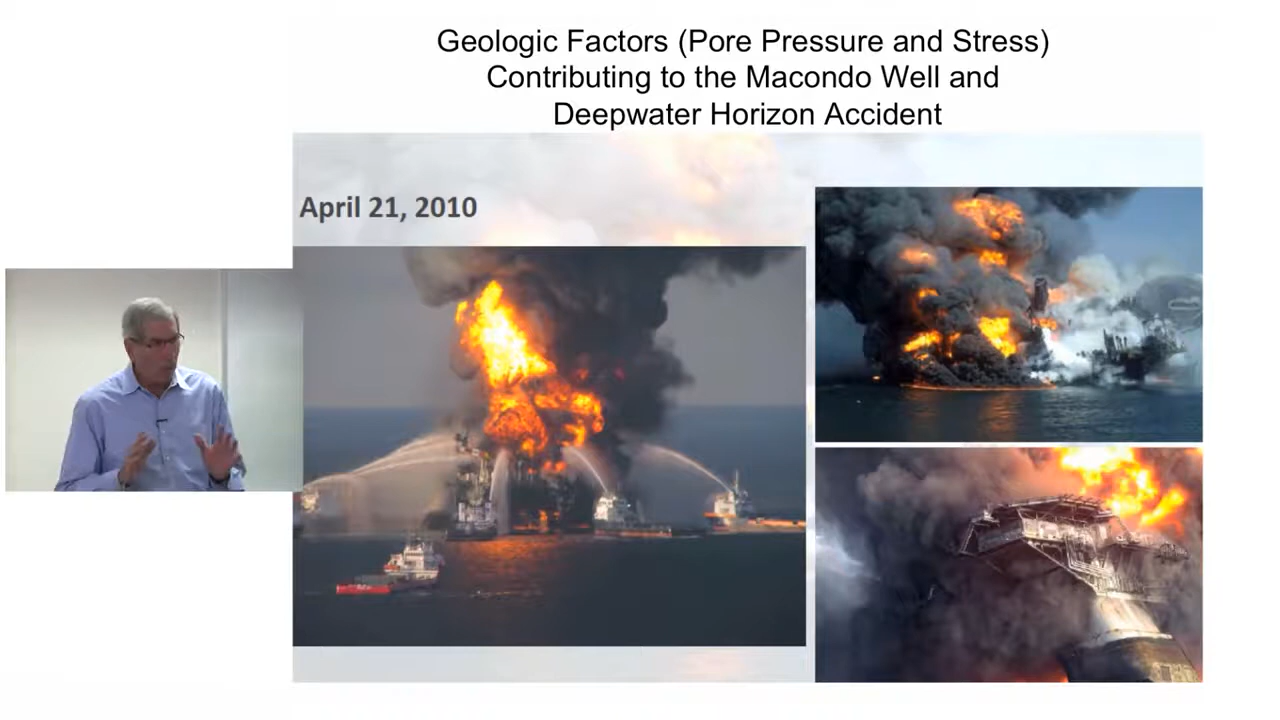 Geologic Factors (Pore Pressure and Stress)
Contributing to the Macondo Well and
Deepwater Horizon Accident
April 21, 2010